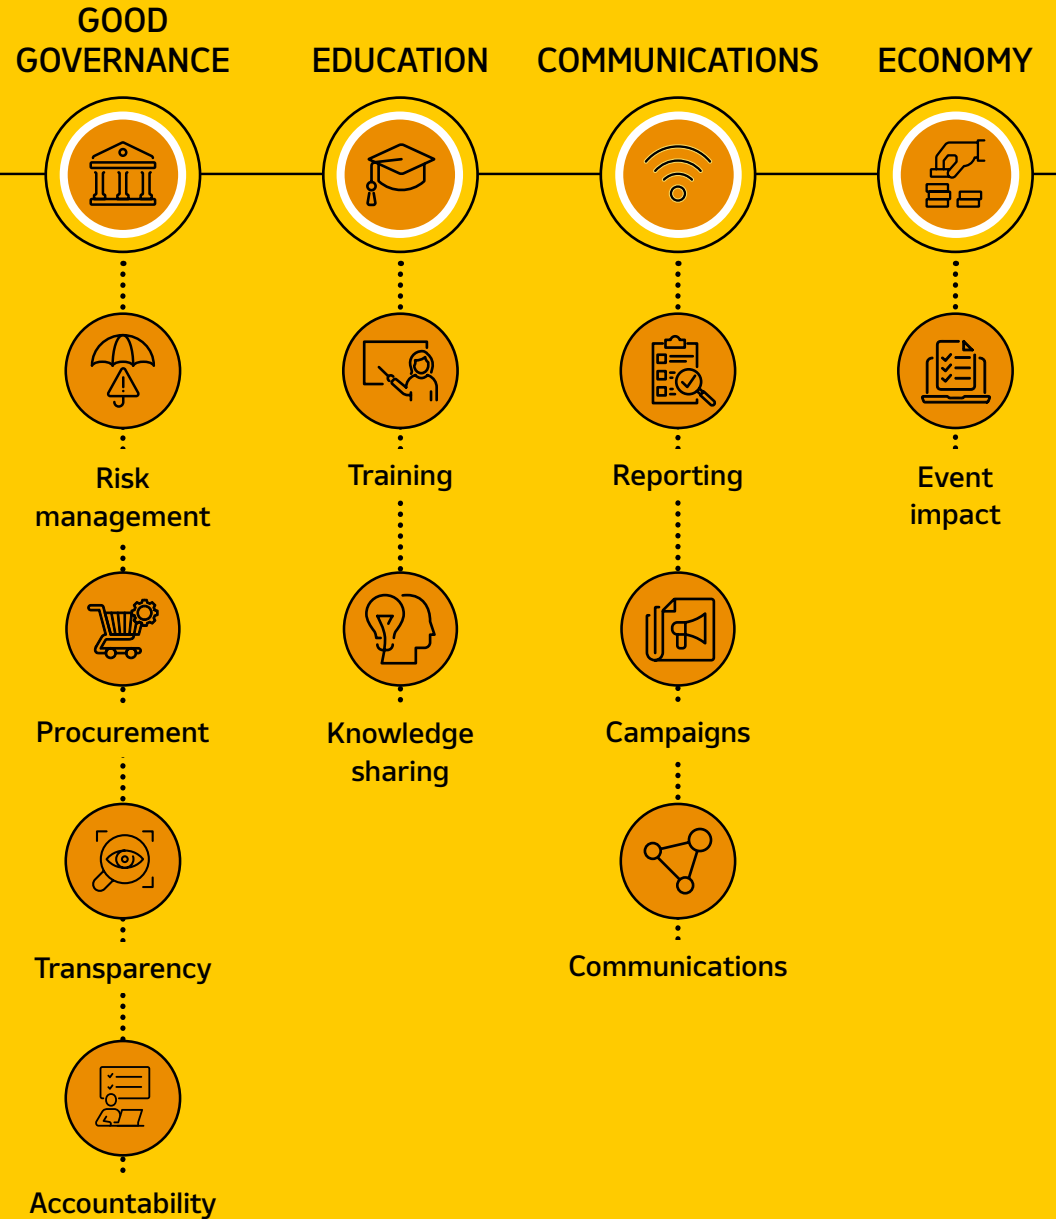 GOOD
GOVERNANCE
EDUCATION
COMMUNICATIONS
ECONOMY
Risk
management
Procurement
Transparency
Accountability
Training
Knowledge
sharing
Reporting
Campaigns
Communications
Event
impact